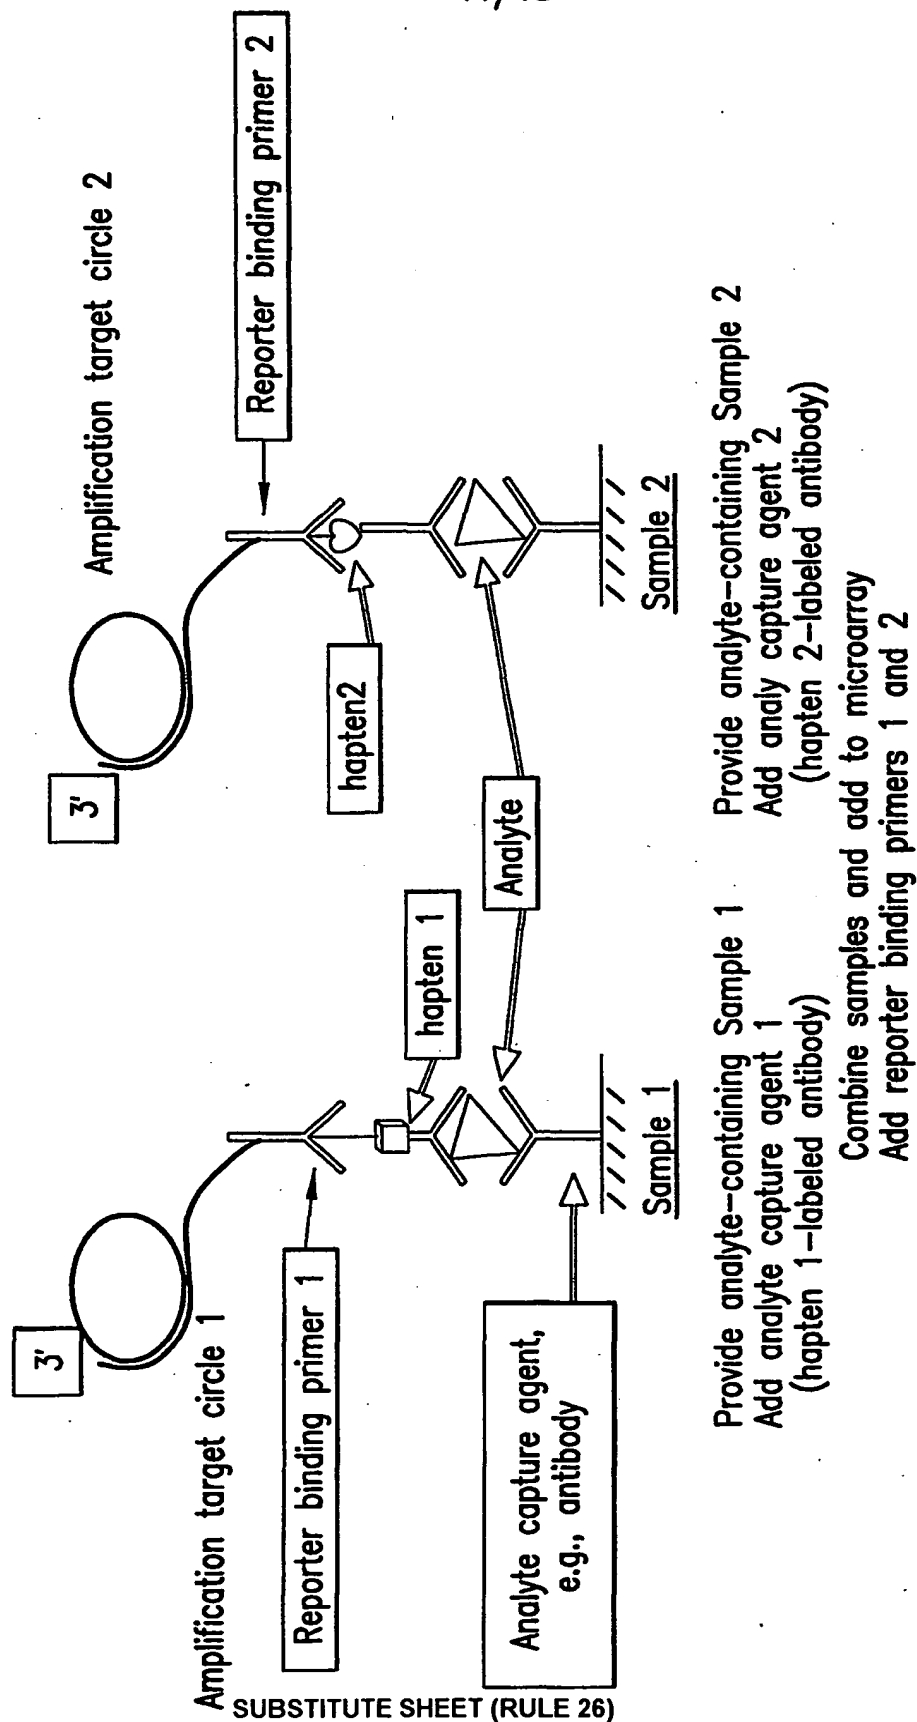 3'
Amplification target circle 1
Reporter binding primer 1
hapten 1
Analyte capture agent,
e.g., antibody
Sample 1
Provide analyte-containing Sample 1
Add analyte capture agent 1
(hapten 1-labeled antibody)
3'
Amplification target circle 2
Reporter binding primer 2
hapten2
Analyte
Sample 2
Provide analyte-containing Sample 2
Add analy capture agent 2
(hapten 2-labeled antibody)
Combine samples and add to microarray
Add reporter binding primers 1 and 2
SUBSTITUTE SHEET (RULE 26)